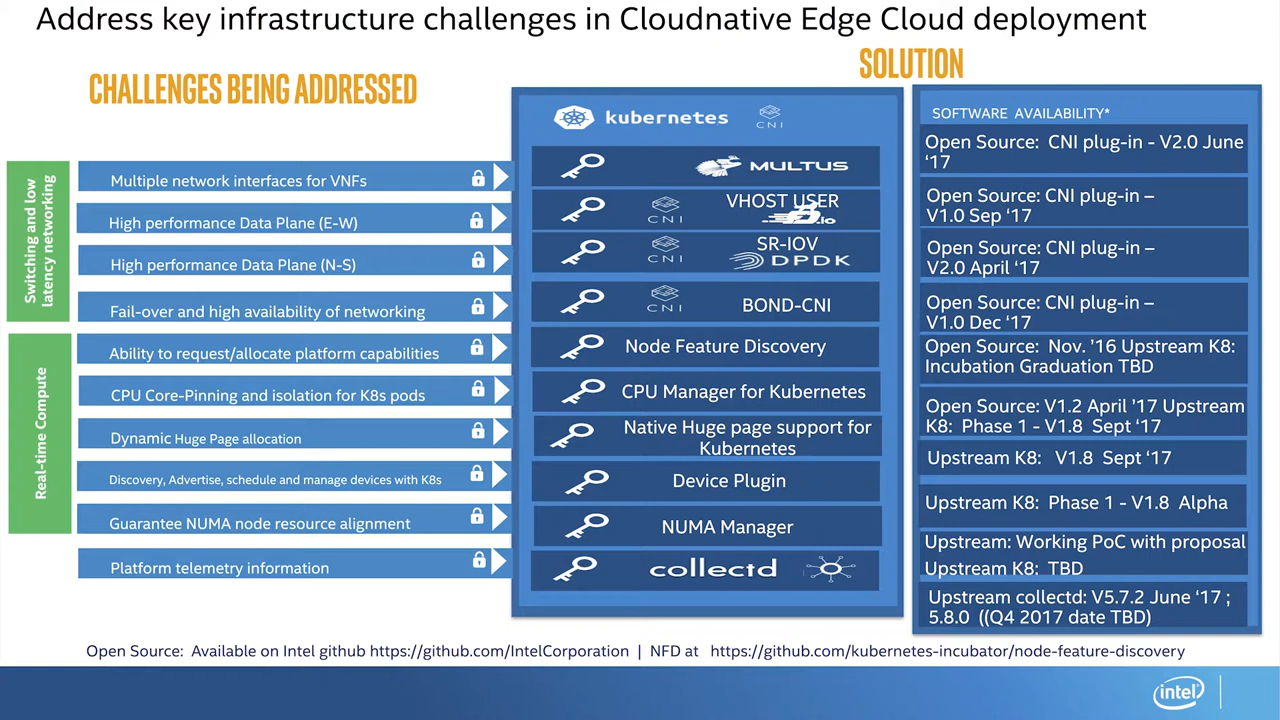 Address key infrastructure challenges in Cloudnative Edge Cloud deployment
CHALLENGES BEING ADDRESSED
SOLUTION
Switching and low
latency networking
Multiple network interfaces for VNFs
High performance Data Plane (E-W)
High performance Data Plane (N-S)
Fail-over and high availability of networking
Real-time Compute
Ability to request/allocate platform capabilities
CPU Core-Pinning and isolation for K8s pods
Dynamic Huge Page allocation
Discovery, Advertise, schedule and manage devices with K8s
Guarantee NUMA node resource alignment
Platform telemetry information
kubernetes
CNI
MULTUS
CNI
VHOST USER
.io
CNI
SR-IOV
DPDK
CNI
BOND-CNI
Node Feature Discovery
CPU Manager for Kubernetes
Native Huge page support for
Kubernetes
Device Plugin
NUMA Manager
collectd
SOFTWARE AVAILABILITY*
Open Source: CNI plug-in - V2.0 June
‘17
Open Source: CNI plug-in –
V1.0 Sep ‘17
Open Source: CNI plug-in –
V2.0 April ‘17
Open Source: CNI plug-in –
V1.0 Dec ‘17
Open Source: Nov. ’16 Upstream K8:
Incubation Graduation TBD
Open Source: V1.2 April ’17 Upstream
K8: Phase 1 - V1.8 Sept ‘17
Upstream K8: V1.8 Sept ‘17
Upstream K8: Phase 1 - V1.8 Alpha
Upstream: Working PoC with proposal
Upstream K8: TBD
Upstream collectd: V5.7.2 June ‘17 ;
5.8.0 ((Q4 2017 date TBD)
Open Source: Available on Intel github https://github.com/IntelCorporation | NFD at https://github.com/kubernetes-incubator/node-feature-discovery
intel